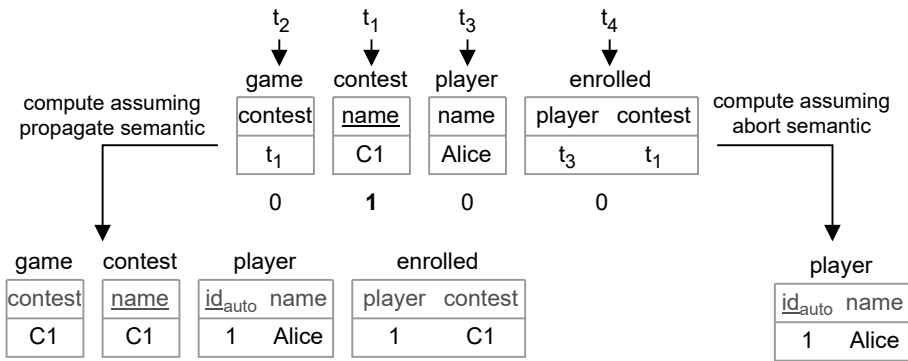 t₂ t₁ t₃ t₄
game contest player enrolled
compute assuming
propagate semantic
contest name name player contest
t₁ C1 Alice t₃ t₁
compute assuming
abort semantic
0 1 0 0
game contest player enrolled
contest name id_auto name player contest
C1 C1 1 Alice 1 C1
player
id_auto name
1 Alice